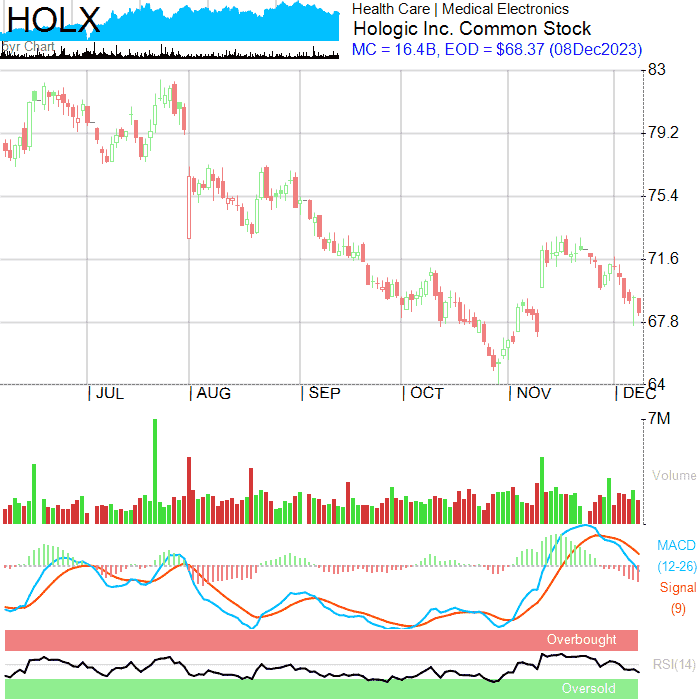 HOLX
5yr Chart
Health Care | Medical Electronics
Hologic Inc. Common Stock
MC = 16.4B, EOD = $68.37 (08Dec2023)
83
79.2
75.4
71.6
67.8
64
| JUL | AUG | SEP | OCT | NOV | DEC
7M
Volume
MACD
(12-26)
Signal
(9)
Overbought
RSI(14)
Oversold